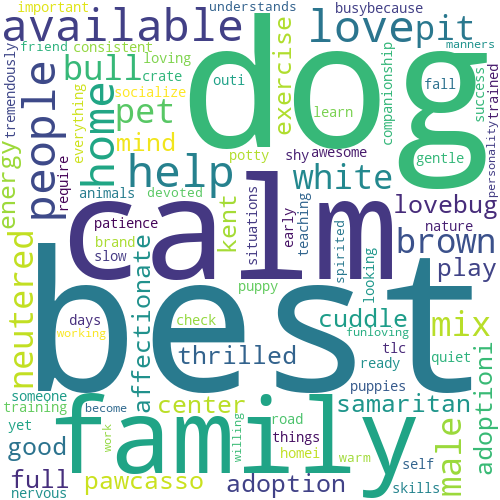 important
understands
busybecause
available
love
pit
dog
tremendously
friend
consistent
people
bull
loving
crate
socialize
everything
home
pet
mind
exercise
outi
learn
companionship
fall
gentle
success
trained
manners
personality
energy
require
animals
help
devoted
potty
shy
awesome
white
lovebug
nature
calm
patience
brand
slow
kent
situations
early
teaching
spirited
looking
brown
play
neutered
affectionate
puppy
best
days
working
check
thrilled
cuddle
funloving
tlc
ready
quiet
mix
adoptioni
someone
training
yet
become
family
center
puppies
samaritan
male
good
nervous
full
pawcasso
work
willing
road
things
homei
adoption
warm
self
skills